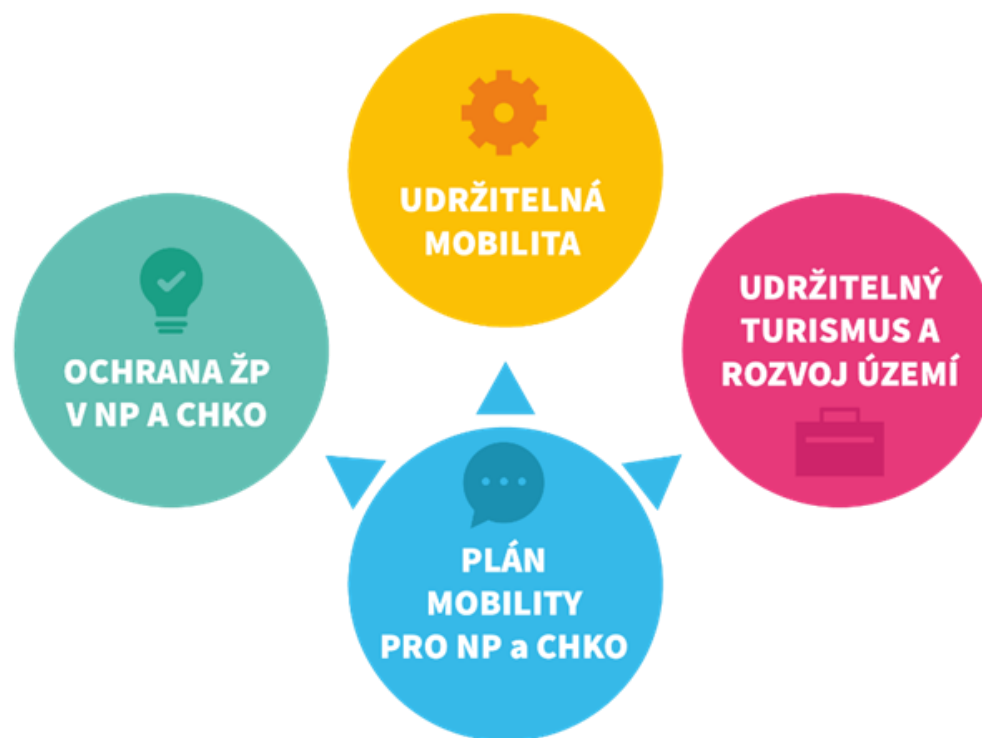 UDRŽITELNÁ
MOBILITA
OCHRANA ŽP
V NP A CHKO
UDRŽITELNÝ
TURISMUS A
ROZVOJ ÚZEMÍ
PLÁN
MOBILITY
PRO NP a CHKO